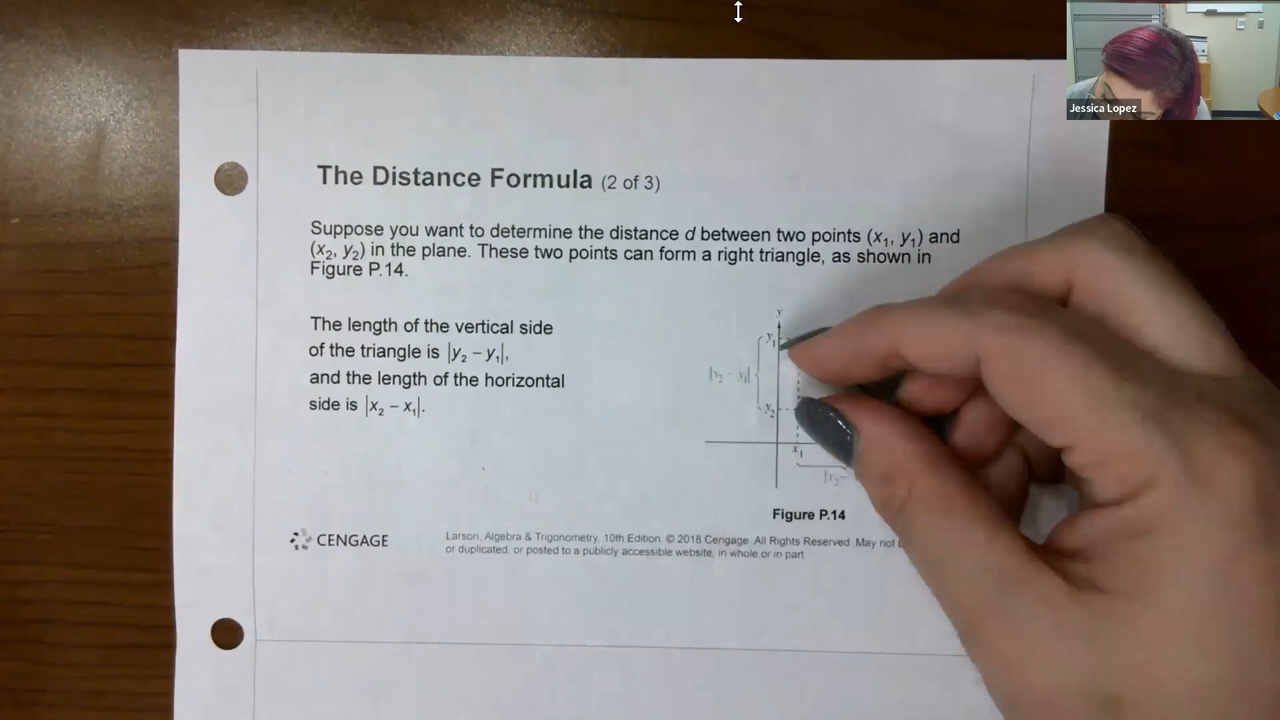 Jessica Lopez
The Distance Formula (2 of 3)
Suppose you want to determine the distance d between two points (x₁, y₁) and
(x₂, y₂) in the plane. These two points can form a right triangle, as shown in
Figure P.14.
The length of the vertical side
of the triangle is |y₂ − y₁|,
and the length of the horizontal
side is |x₂ − x₁|.
y
y₁
|y₂ − y₁|
y₂
x₁
|x₂ −
Figure P.14
CENGAGE
Larson, Algebra & Trigonometry, 10th Edition. © 2018 Cengage. All Rights Reserved. May not
or duplicated, or posted to a publicly accessible website, in whole or in part.